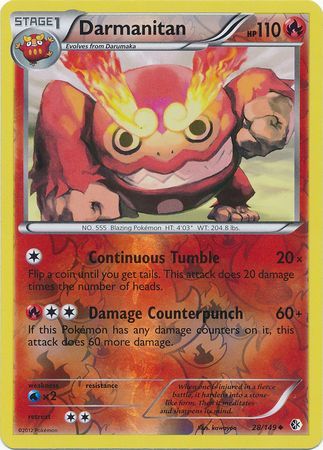 STAGE1
Darmanitan
HP110
Evolves from Darumaka
NO. 555 Blazing Pokémon HT: 4'03" WT: 204.8 lbs.
Continuous Tumble 20×
Flip a coin until you get tails. This attack does 20 damage
times the number of heads.
Damage Counterpunch 60+
If this Pokémon has any damage counters on it, this
attack does 60 more damage.
weakness resistance
×2
retreat
When one is injured in a fierce
battle, it hardens into a stone-
like form. Then it meditates
and sharpens its mind.
©2012 Pokémon
Illus. kawayoo
28/149